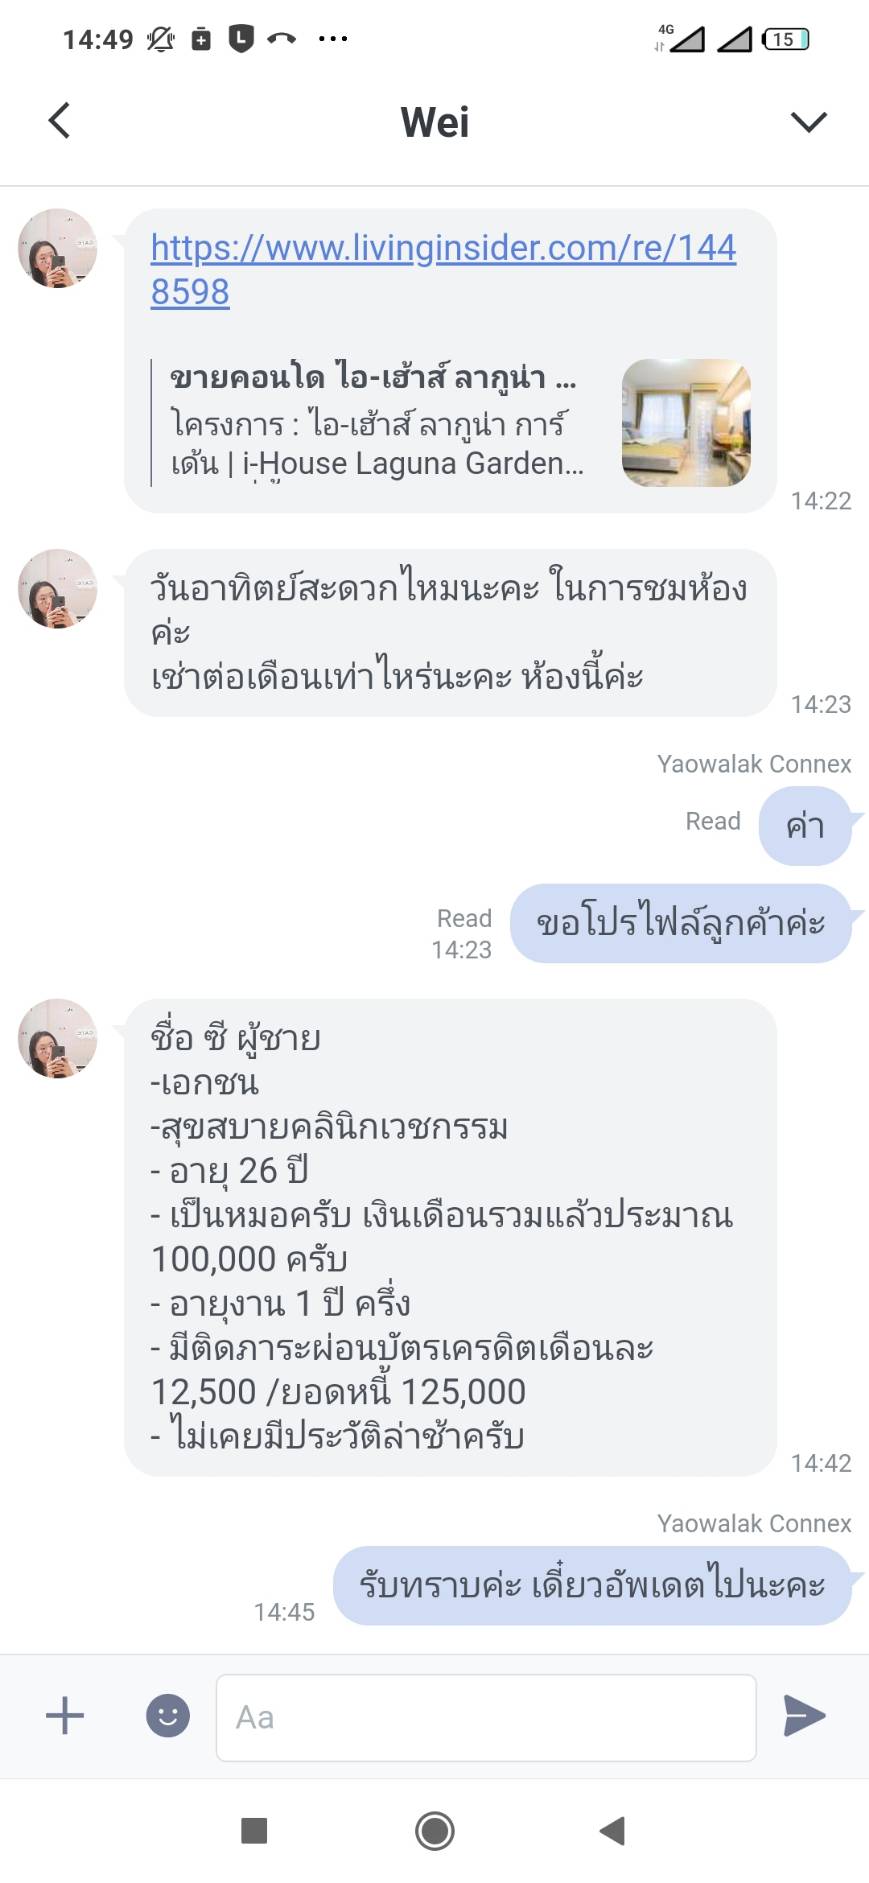 14:49
4G
15
Wei
https://www.livinginsider.com/re/144
8598
ขายคอนโด ไอ-เฮ้าส์ ลากูน่า ...
โครงการ : ไอ-เฮ้าส์ ลากูน่า การ์
เด้น | i-House Laguna Garden...
14:22
วันอาทิตย์สะดวกไหมนะคะ ในการชมห้อง
ค่ะ
เช่าต่อเดือนเท่าไหร่นะคะ ห้องนี้ค่ะ
14:23
Yaowalak Connex
Read
ค่า
Read
14:23
ขอโปรไฟล์ลูกค้าค่ะ
ชื่อ ซี ผู้ชาย
-เอกชน
-สุขสบายคลินิกเวชกรรม
- อายุ 26 ปี
- เป็นหมอครับ เงินเดือนรวมแล้วประมาณ
100,000 ครับ
- อายุงาน 1 ปี ครึ่ง
- มีติดภาระผ่อนบัตรเครดิตเดือนละ
12,500 /ยอดหนี้ 125,000
- ไม่เคยมีประวัติล่าช้าครับ
14:42
Yaowalak Connex
14:45
รับทราบค่ะ เดี๋ยวอัพเดตไปนะคะ
Aa